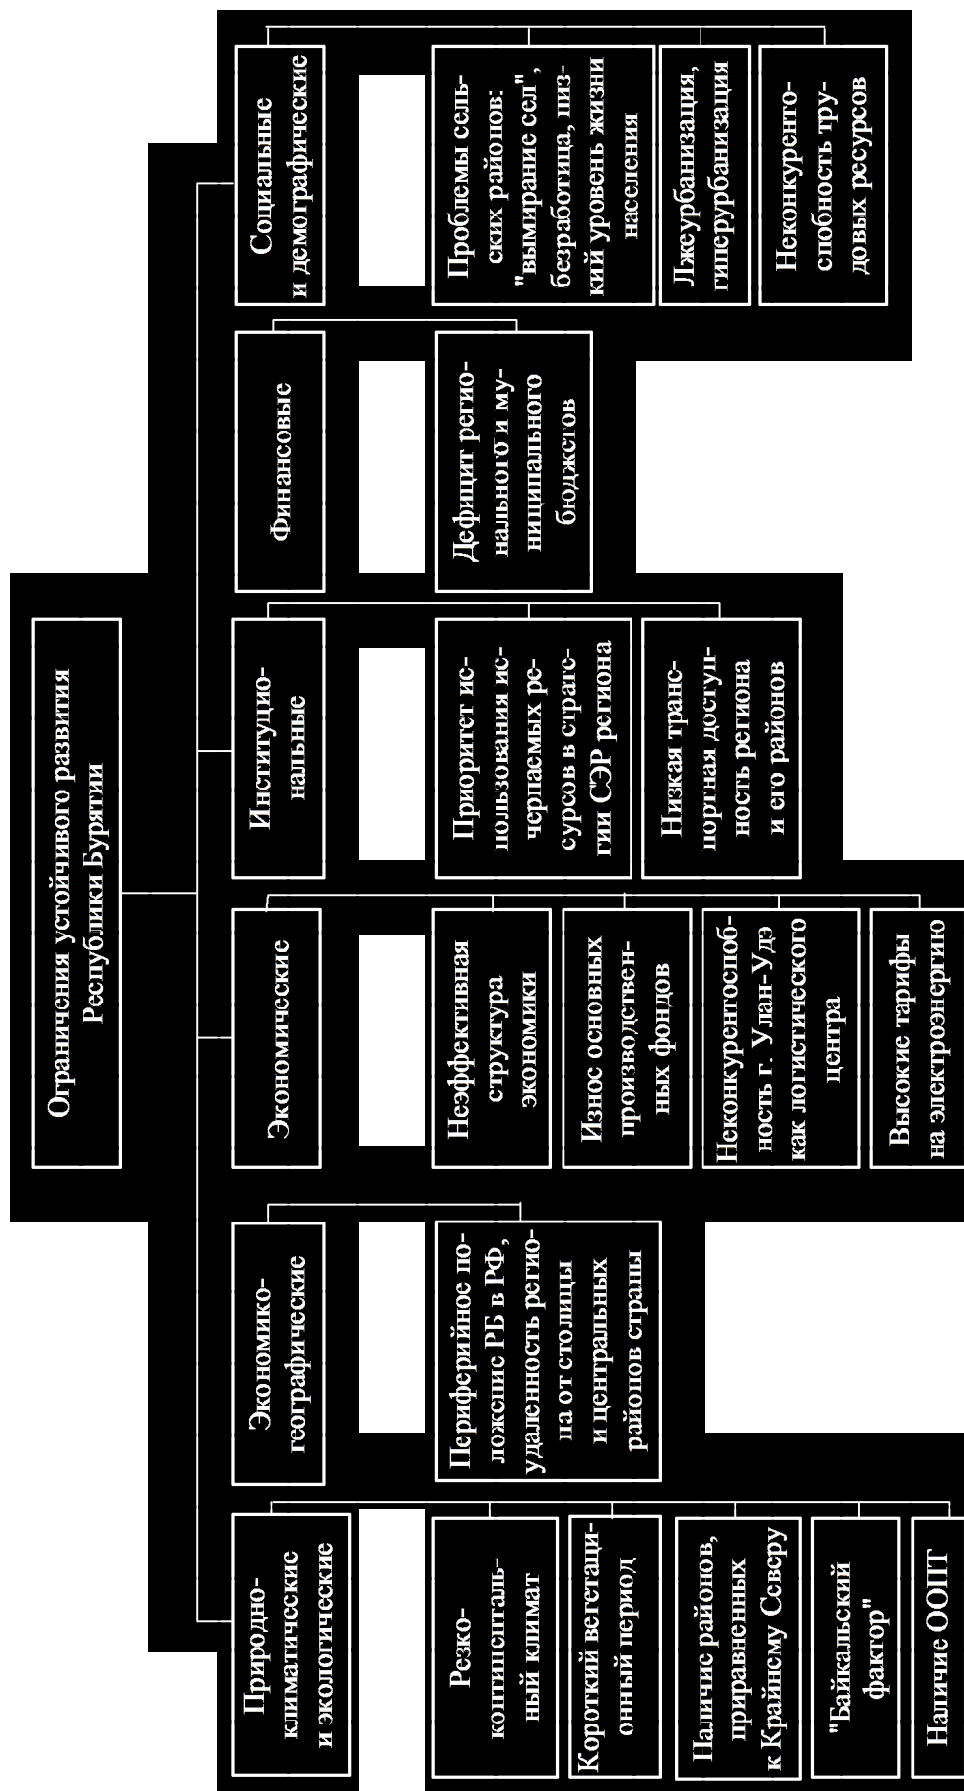 Ограничения устойчивого развития
Республики Бурятии
Природно-
климатические
и экологические
Резко-
континенталь-
ный климат
Короткий вегетаци-
онный период
Наличие районов,
приравненных
к Крайнему Северу
"Байкальский
фактор"
Наличие ООПТ
Экономико-
географические
Периферийное по-
ложение РБ в РФ,
удаленность регио-
на от столицы
и центральных
районов страны
Экономические
Неэффективная
структура
экономики
Износ основных
производствен-
ных фондов
Неконкурентоспоб-
ность г. Улан-Удэ
как логистического
центра
Высокие тарифы
на электроэнергию
Институцио-
нальные
Приоритет ис-
пользования ис-
черпаемых ре-
сурсов в страте-
гии СЭР региона
Низкая транс-
портная доступ-
ность региона
и его районов
Финансовые
Дефицит регио-
нального и му-
ниципального
бюджетов
Социальные
и демографические
Проблемы сель-
ских районов:
"вымирание сел",
безработица, низ-
кий уровень жизни
населения
Лжеурбанизация,
гиперурбанизация
Неконкуренто-
спобность тру-
довых ресурсов